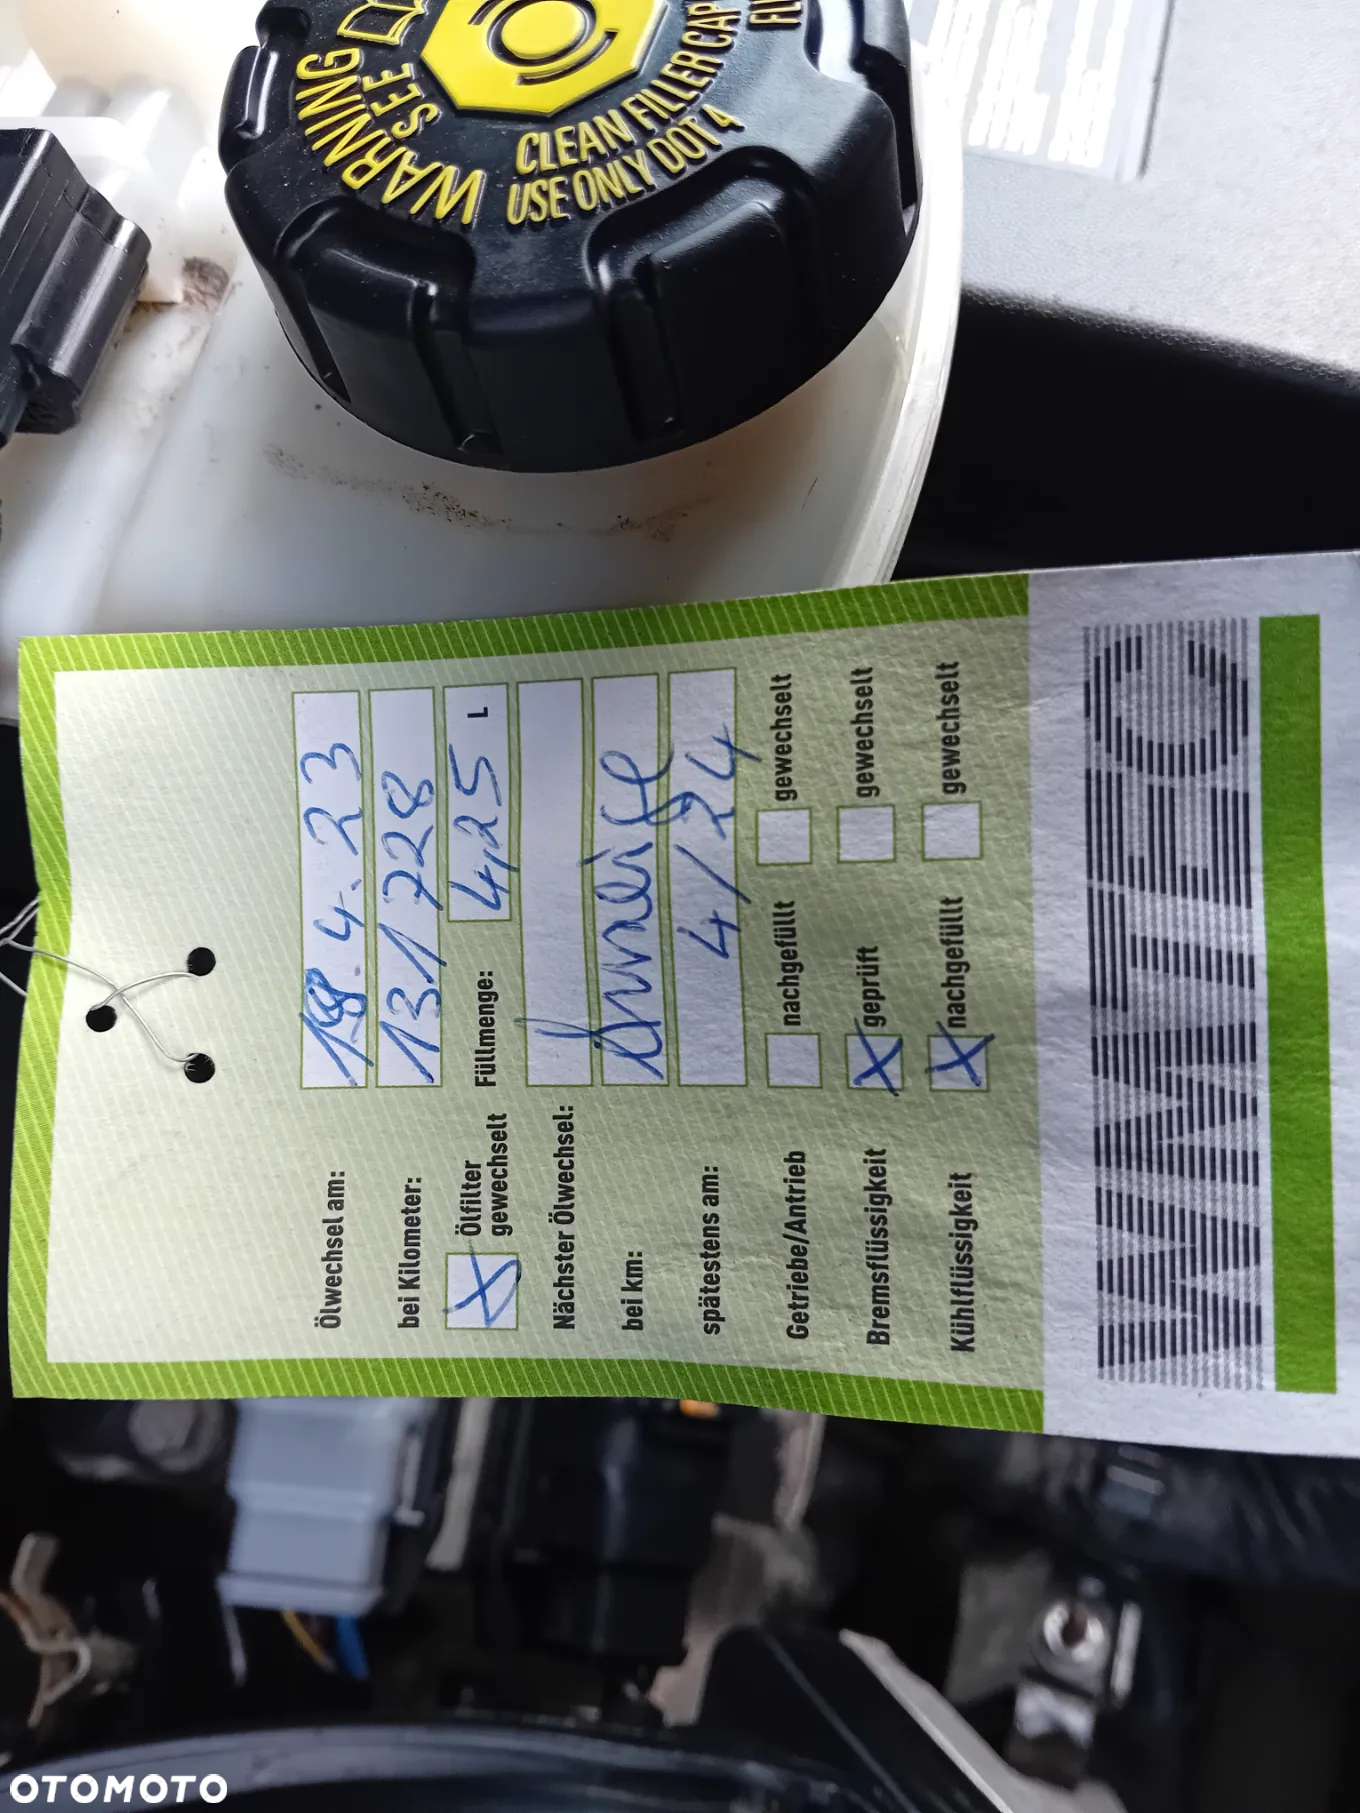 WARNING
SEE
CLEAN FILLER CAP
USE ONLY DOT 4
Ölwechsel am: 18.4.23
bei Kilometer: 131728
X Ölfilter gewechselt Füllmenge: 4,25 L
Nächster Ölwechsel:
bei km:
spätestens am: 4/24
Getriebe/Antrieb nachgefüllt gewechselt
Bremsflüssigkeit X geprüft gewechselt
Kühlflüssigkeit X nachgefüllt gewechselt
WIMTEC
OTOMOTO